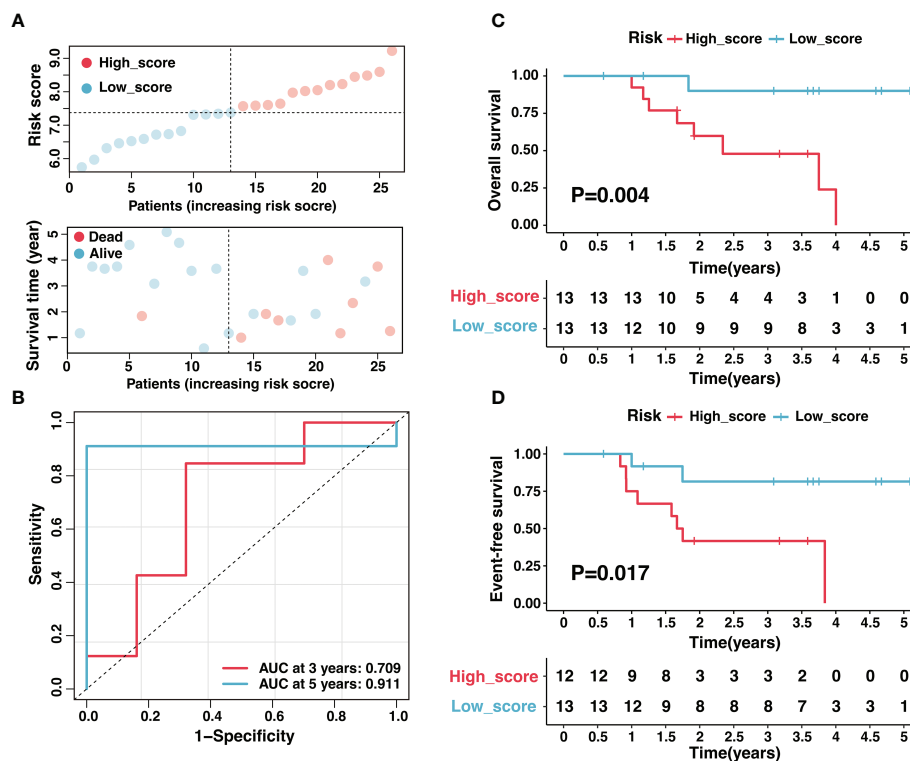 A
High_score
Low_score
Risk score
9.0
8.0
7.0
6.0
0 5 10 15 20 25
Patients (increasing risk socre)
Dead
Alive
Survival time (year)
5
4
3
2
1
0 5 10 15 20 25
Patients (increasing risk socre)
B
Sensitivity
1.0
0.8
0.6
0.4
0.2
0.0
AUC at 3 years: 0.709
AUC at 5 years: 0.911
0.0 0.2 0.4 0.6 0.8 1.0
1−Specificity
C
Risk High_score Low_score
Overall survival
1.00
0.75
0.50
0.25
0.00
P=0.004
0 0.5 1 1.5 2 2.5 3 3.5 4 4.5 5
Time(years)
High_score 13 13 13 10 5 4 4 3 1 0 0
Low_score 13 13 12 10 9 9 9 8 3 3 1
0 0.5 1 1.5 2 2.5 3 3.5 4 4.5 5
Time(years)
D
Risk High_score Low_score
Event-free survival
1.00
0.75
0.50
0.25
0.00
P=0.017
0 0.5 1 1.5 2 2.5 3 3.5 4 4.5 5
Time(years)
High_score 12 12 9 8 3 3 3 2 0 0 0
Low_score 13 13 12 9 8 8 8 7 3 3 1
0 0.5 1 1.5 2 2.5 3 3.5 4 4.5 5
Time(years)